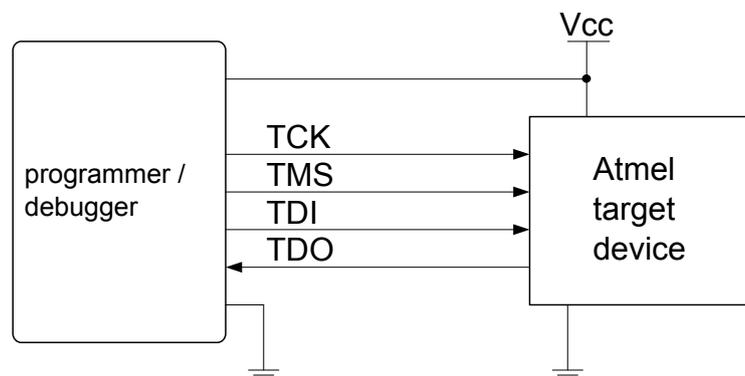 Vcc
programmer /
debugger
TCK
TMS
TDI
TDO
Atmel
target
device